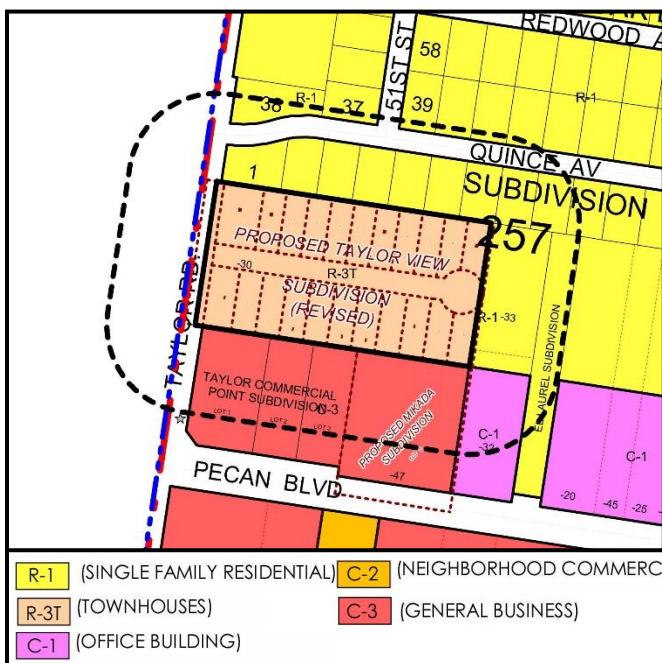 REDWOOD A
58
51ST ST
R-1
38
37
39
R-1
QUINCE AV
1
SUBDIVISION
257
PROPOSED TAYLOR VIEW
-30
R-3T
SUBDIVISION
(REVISED)
R-1
-33
TAYLOR RD.
TAYLOR COMMERCIAL
POINT SUBDIVISION
C-3
LOT 1
LOT 2
LOT 3
PROPOSED MIKADA
SUBDIVISION
-47
C-1
-32
EL LAUREL SUBDIVISION
C-1
-20
-45
-25
PECAN BLVD
R-1 (SINGLE FAMILY RESIDENTIAL)
C-2 (NEIGHBORHOOD COMMERC
R-3T (TOWNHOUSES)
C-3 (GENERAL BUSINESS)
C-1 (OFFICE BUILDING)